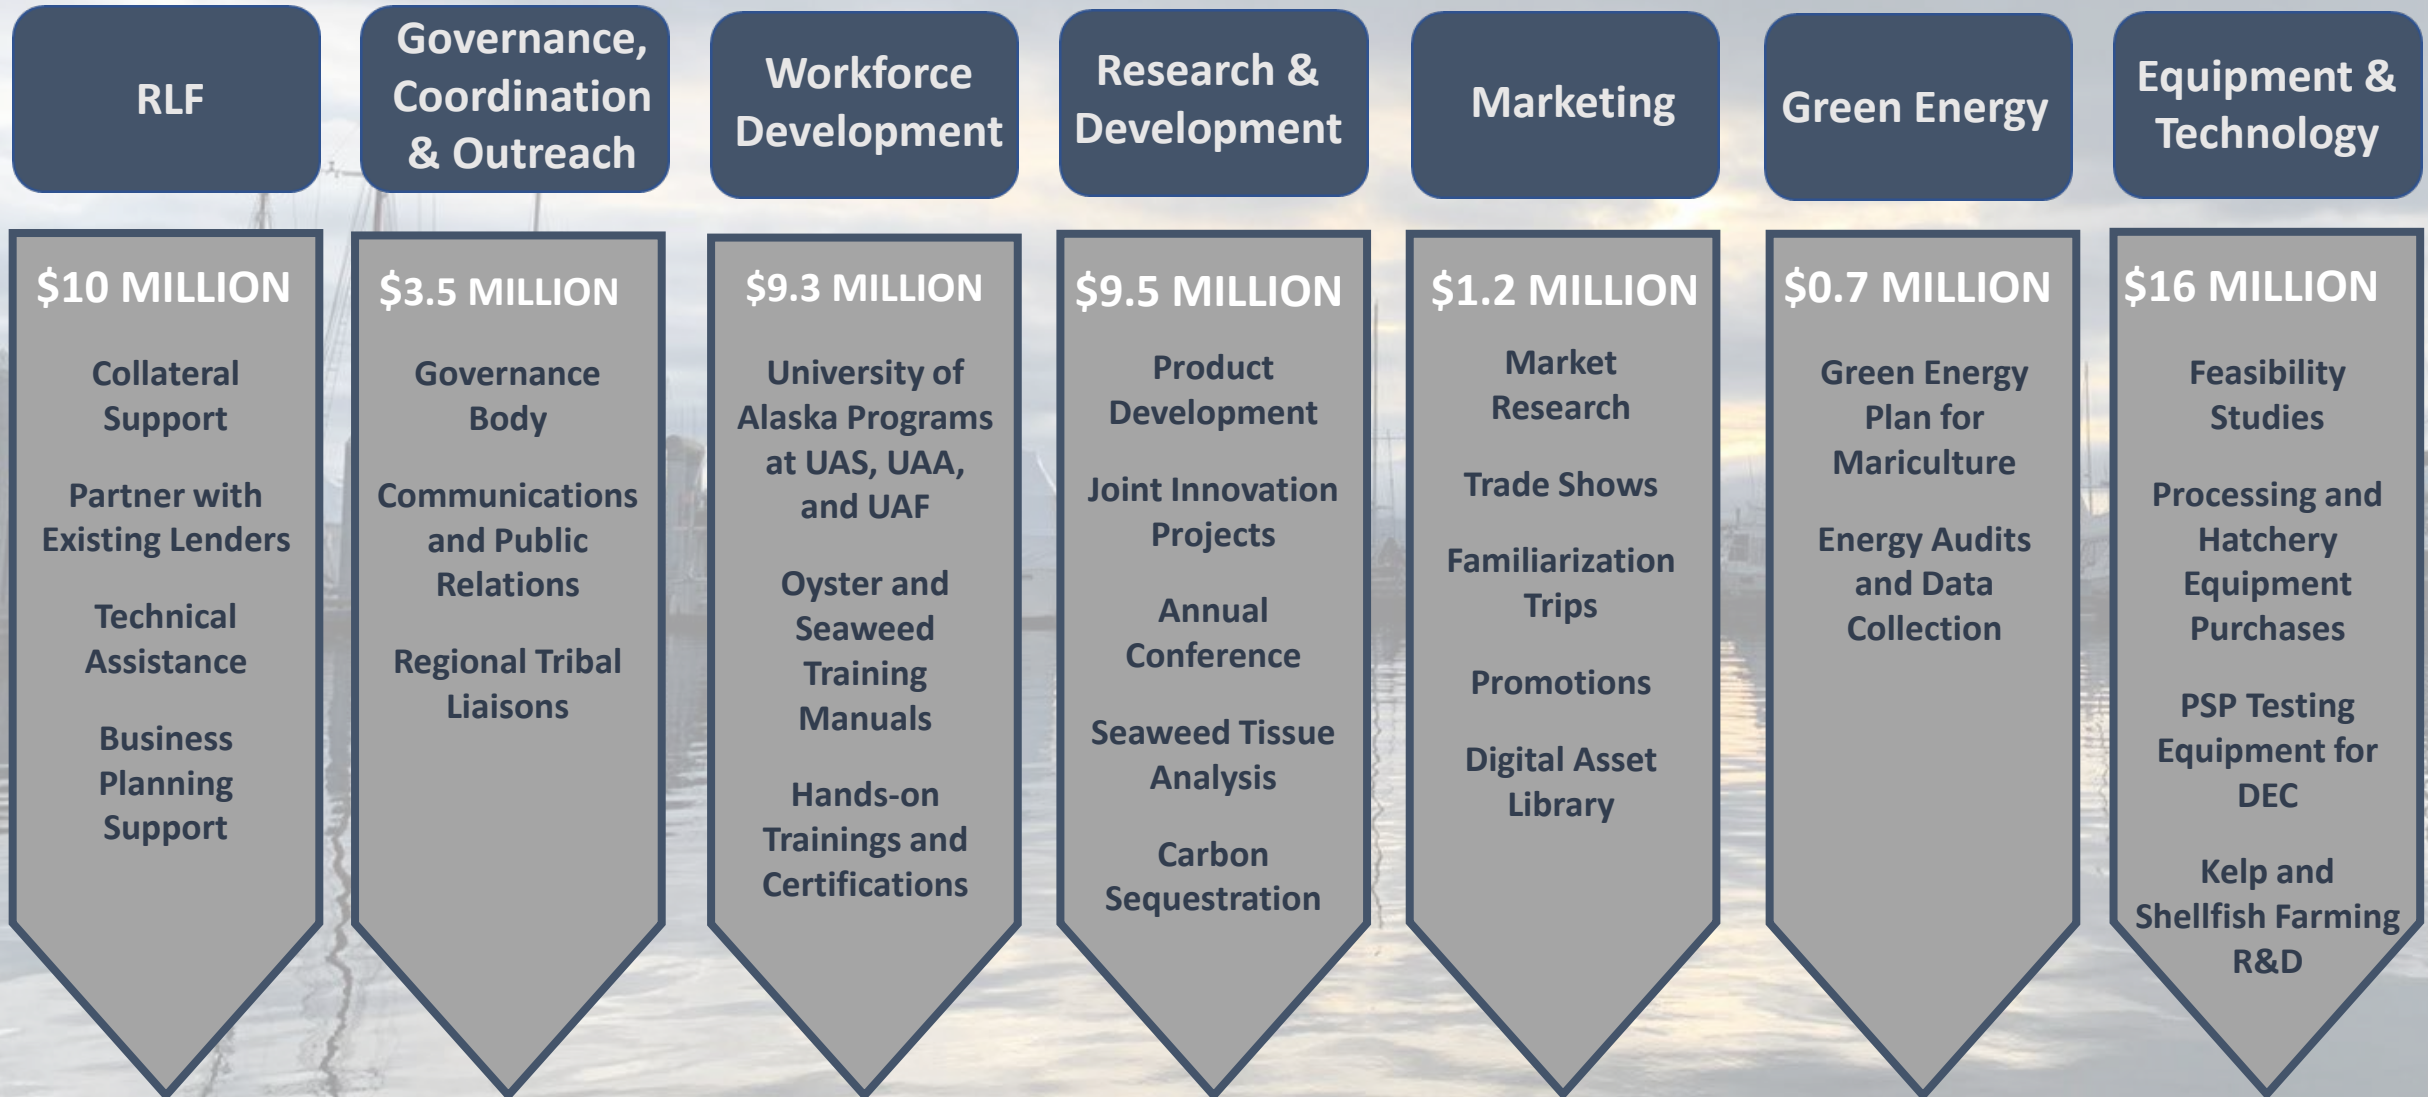 RLF
Governance,
Coordination
& Outreach
Workforce
Development
Research &
Development
Marketing
Green Energy
Equipment &
Technology
$10 MILLION
Collateral
Support
Partner with
Existing Lenders
Technical
Assistance
Business
Planning
Support
$3.5 MILLION
Governance
Body
Communications
and Public
Relations
Regional Tribal
Liaisons
$9.3 MILLION
University of
Alaska Programs
at UAS, UAA,
and UAF
Oyster and
Seaweed
Training
Manuals
Hands-on
Trainings and
Certifications
$9.5 MILLION
Product
Development
Joint Innovation
Projects
Annual
Conference
Seaweed Tissue
Analysis
Carbon
Sequestration
$1.2 MILLION
Market
Research
Trade Shows
Familiarization
Trips
Promotions
Digital Asset
Library
$0.7 MILLION
Green Energy
Plan for
Mariculture
Energy Audits
and Data
Collection
$16 MILLION
Feasibility
Studies
Processing and
Hatchery
Equipment
Purchases
PSP Testing
Equipment for
DEC
Kelp and
Shellfish Farming
R&D